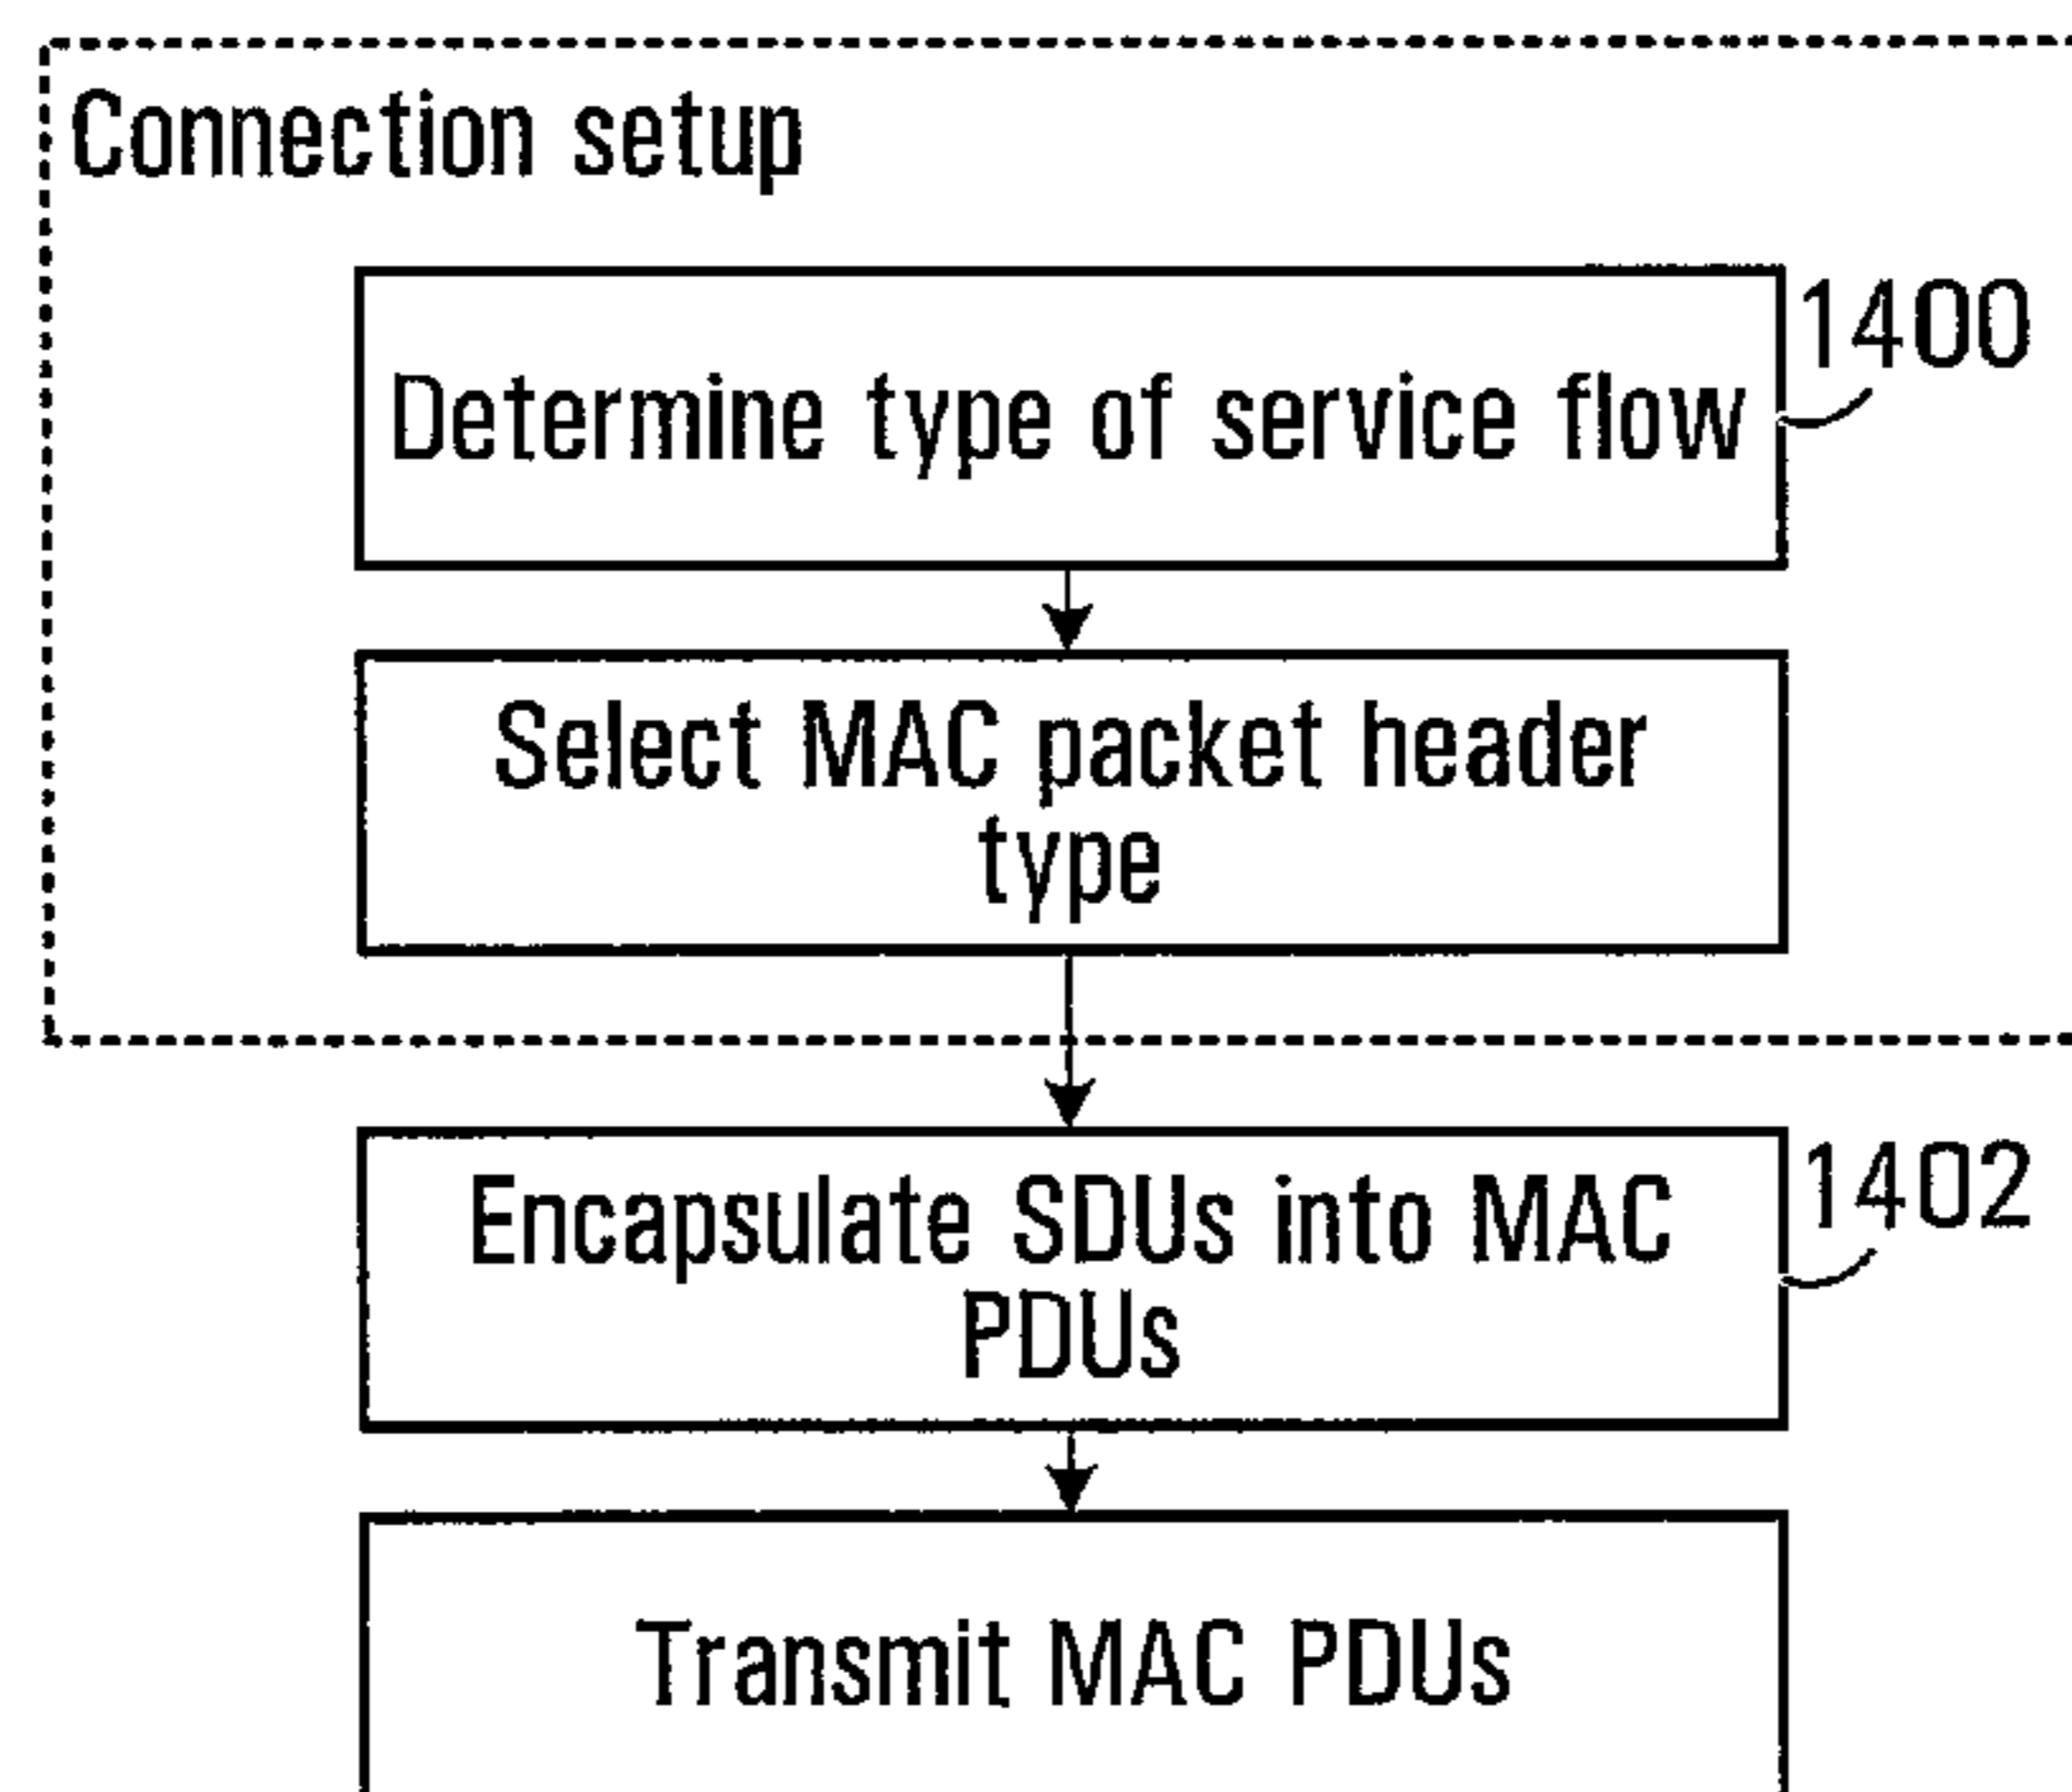 Connection setup
1400
Determine type of service flow
Select MAC packet header
type
1402
Encapsulate SDUs into MAC
PDUs
Transmit MAC PDUs